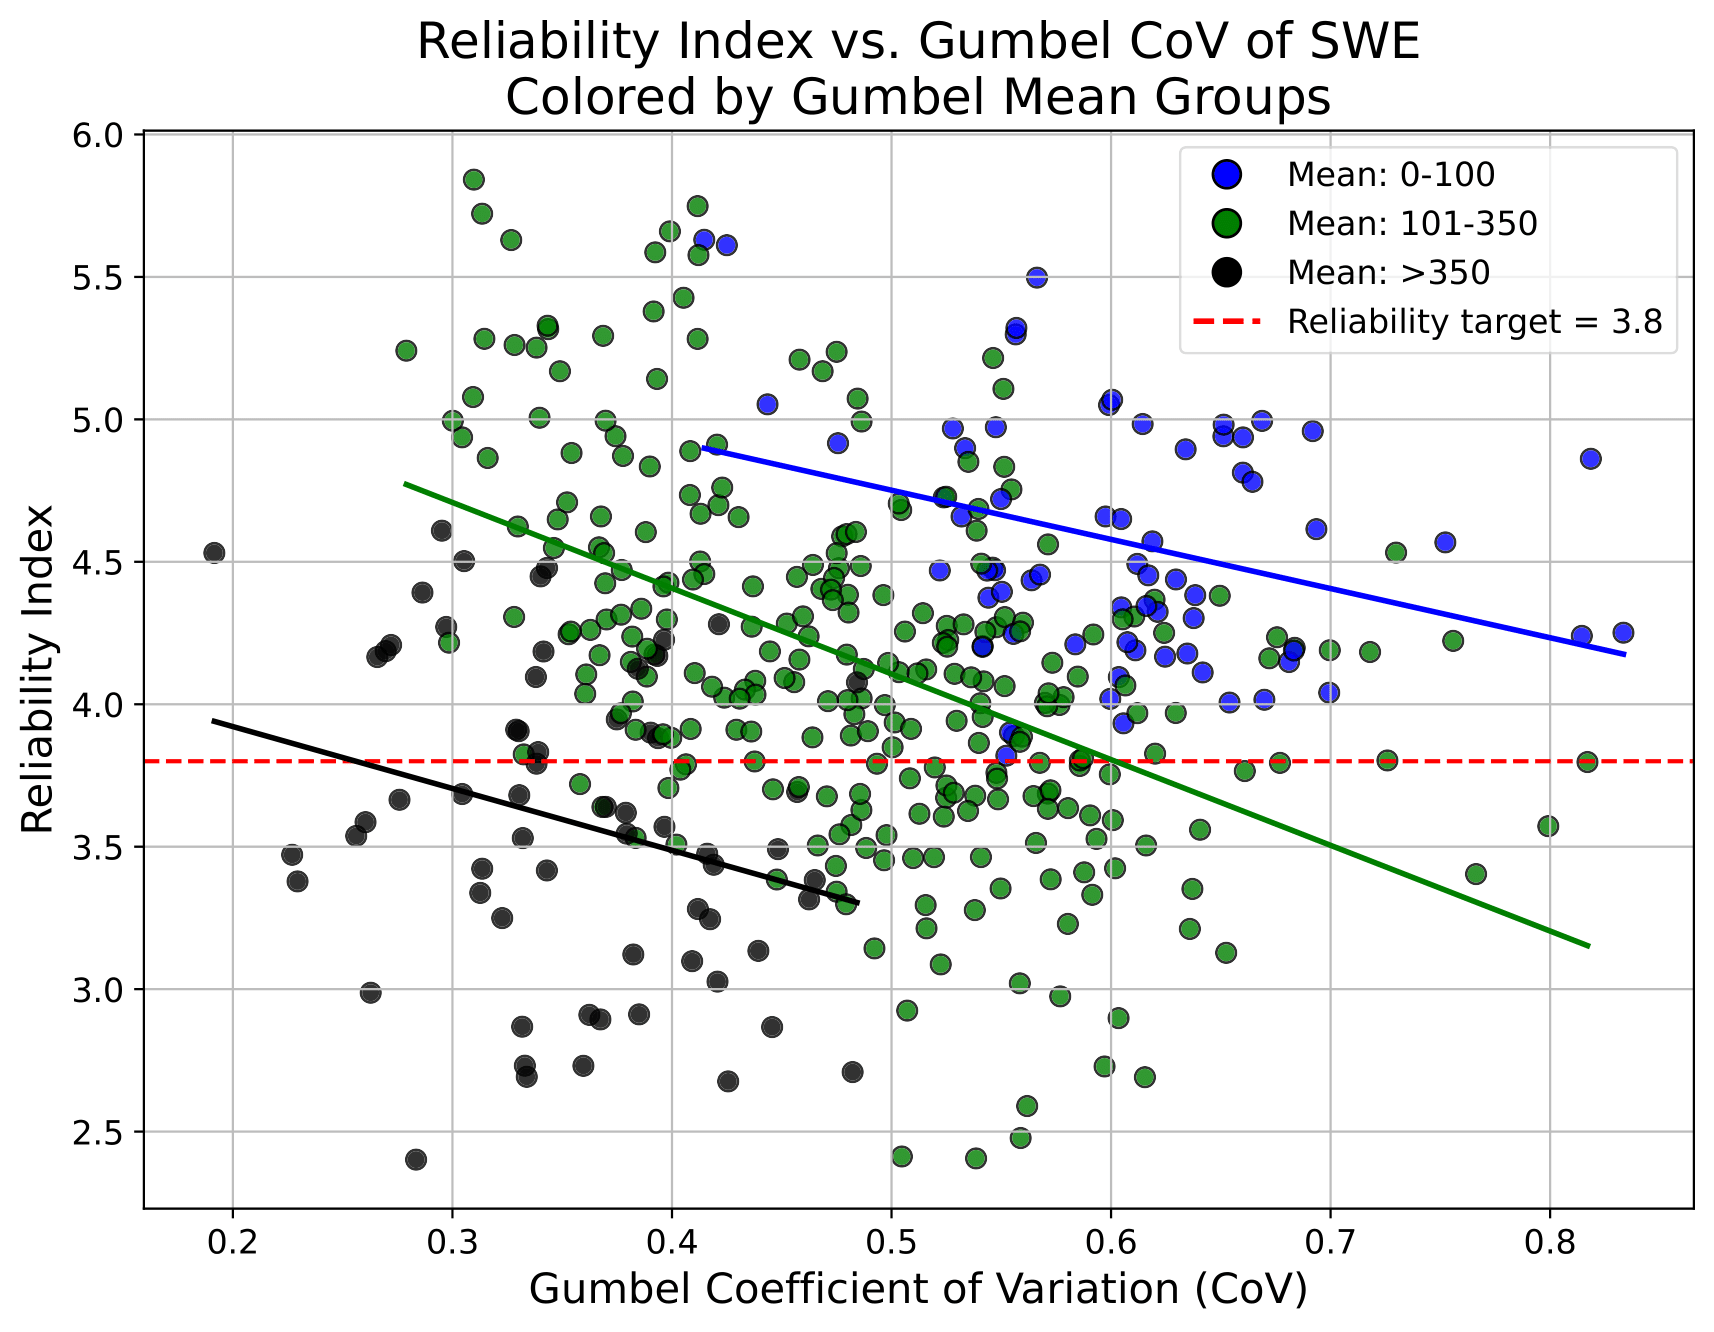 Reliability Index vs. Gumbel CoV of SWE
Colored by Gumbel Mean Groups
Mean: 0-100
Mean: 101-350
Mean: >350
Reliability target = 3.8
Reliability Index
6.0
5.5
5.0
4.5
4.0
3.5
3.0
2.5
0.2 0.3 0.4 0.5 0.6 0.7 0.8
Gumbel Coefficient of Variation (CoV)